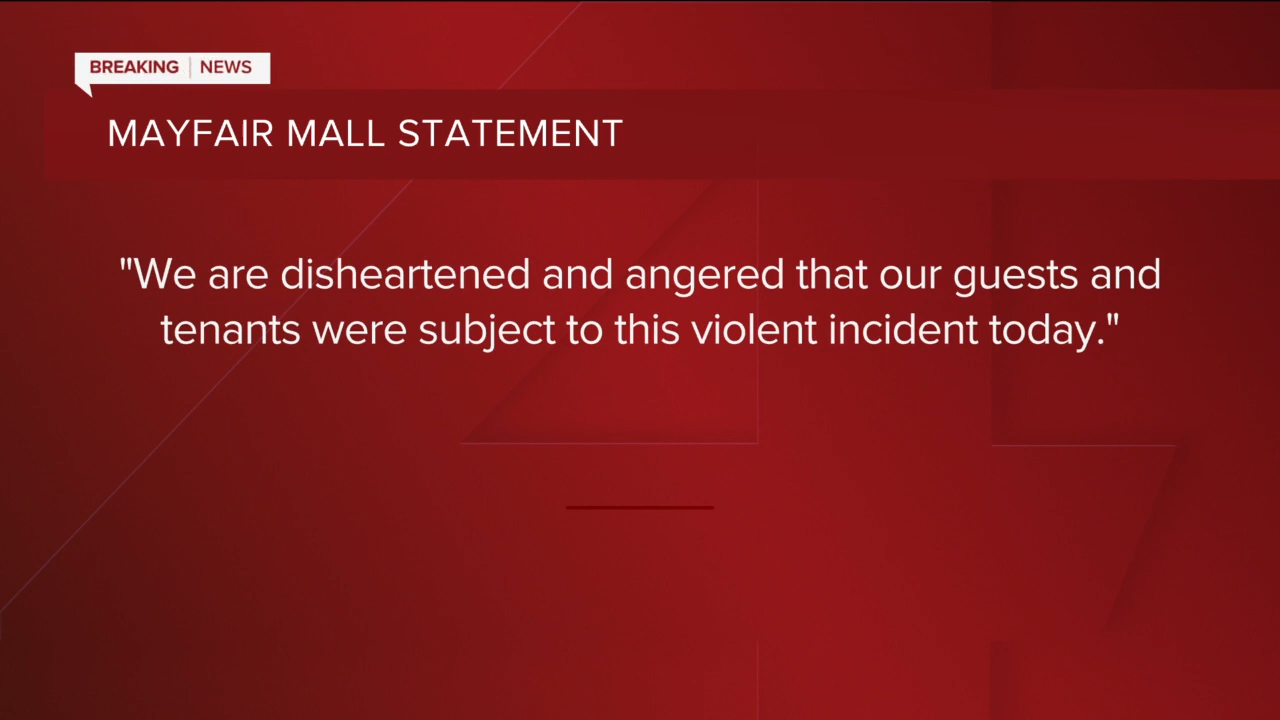 BREAKING | NEWS
MAYFAIR MALL STATEMENT
"We are disheartened and angered that our guests and
tenants were subject to this violent incident today."